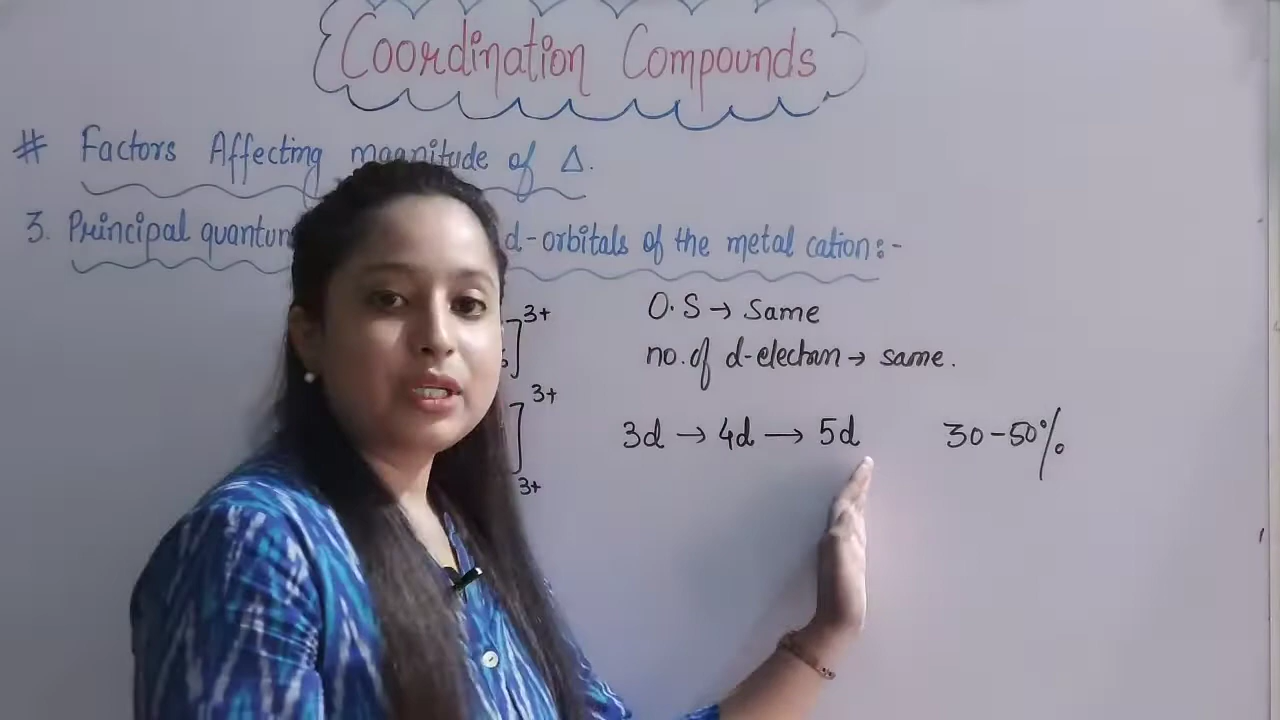 Coordination Compounds
# Factors Affecting magnitude of Δ.
3. Principal quantum d-orbitals of the metal cation:-
]3+ O.S → Same
no. of d-electron → same.
]3+
3d → 4d → 5d 30-50%
3+